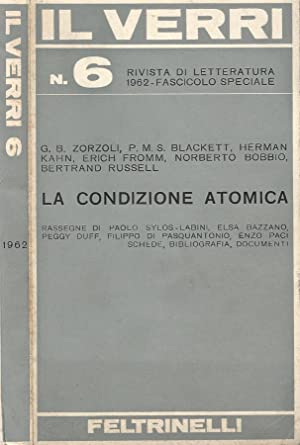 IL VERRI 6
1962
IL VERRI
N. 6
RIVISTA DI LETTERATURA
1962-FASCICOLO SPECIALE
G. B. ZORZOLI, P. M. S. BLACKETT, HERMAN
KAHN, ERICH FROMM, NORBERTO BOBBIO,
BERTRAND RUSSELL
LA CONDIZIONE ATOMICA
RASSEGNE DI PAOLO SYLOS-LABINI, ELSA BAZZANO,
PEGGY DUFF, FILIPPO DI PASQUANTONIO, ENZO PACI
SCHEDE, BIBLIOGRAFIA, DOCUMENTI
FELTRINELLI